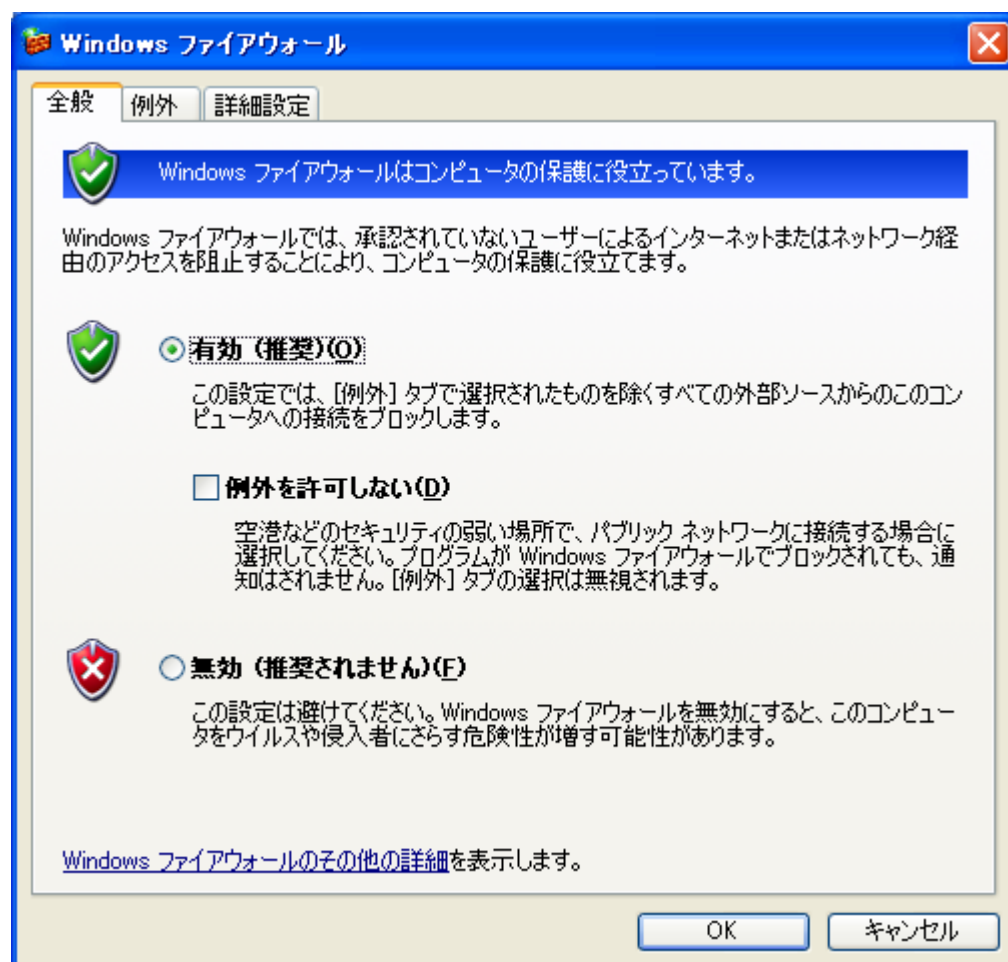 Windows ファイアウォール
全般 例外 詳細設定
Windows ファイアウォールはコンピュータの保護に役立っています。
Windows ファイアウォールでは、承認されていないユーザーによるインターネットまたはネットワーク経
由のアクセスを阻止することにより、コンピュータの保護に役立てます。
有効 (推奨)(O)
この設定では、[例外] タブで選択されたものを除くすべての外部ソースからのこのコン
ピュータへの接続をブロックします。
例外を許可しない(D)
空港などのセキュリティの弱い場所で、パブリック ネットワークに接続する場合に
選択してください。プログラムが Windows ファイアウォールでブロックされても、通
知はされません。[例外] タブの選択は無視されます。
無効 (推奨されません)(F)
この設定は避けてください。Windows ファイアウォールを無効にすると、このコンピュー
タをウイルスや侵入者にさらす危険性が増す可能性があります。
Windows ファイアウォールのその他の詳細を表示します。
OK キャンセル